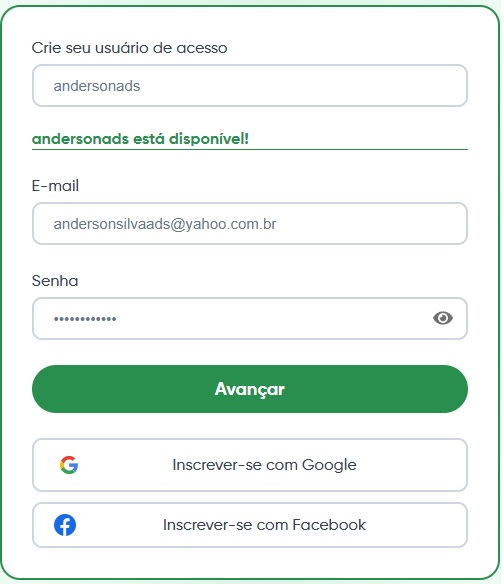 Crie seu usuário de acesso
andersonads
andersonads está disponível!
E-mail
andersonsilvaads@yahoo.com.br
Senha
••••••••••••
Avançar
Inscrever-se com Google
Inscrever-se com Facebook